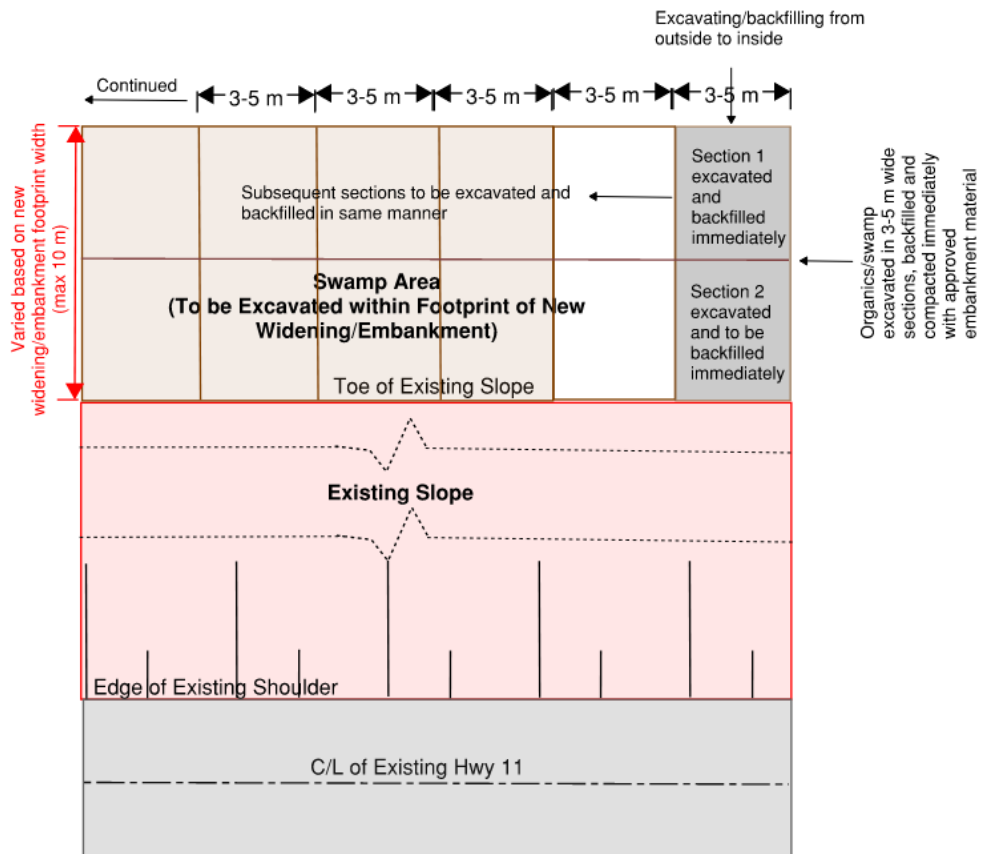 Excavating/backfilling from
outside to inside
Continued
3-5 m
3-5 m
3-5 m
3-5 m
3-5 m
Varied based on new
widening/embankment footprint width
(max 10 m)
Subsequent sections to be excavated and
backfilled in same manner
Section 1
excavated
and
backfilled
immediately
Organics/swamp
excavated in 3-5 m wide
sections, backfilled and
compacted immediately
with approved
embankment material
Swamp Area
(To be Excavated within Footprint of New
Widening/Embankment)
Section 2
excavated
and to be
backfilled
immediately
Toe of Existing Slope
Existing Slope
Edge of Existing Shoulder
C/L of Existing Hwy 11